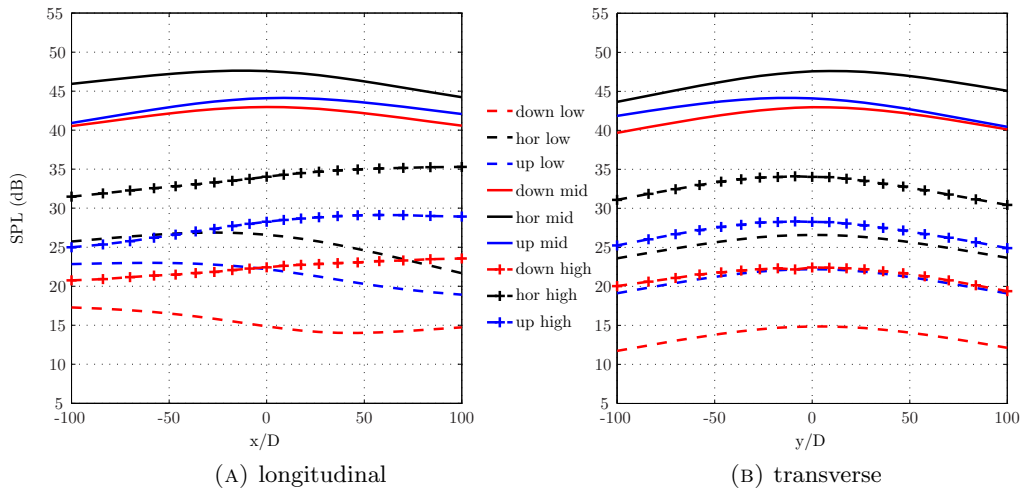 55
50
45
40
35
30
25
20
15
10
5
-100
-50
0
50
100
SPL (dB)
x/D
(A) longitudinal
down low
hor low
up low
down mid
hor mid
up mid
down high
hor high
up high
55
50
45
40
35
30
25
20
15
10
5
-100
-50
0
50
100
y/D
(B) transverse